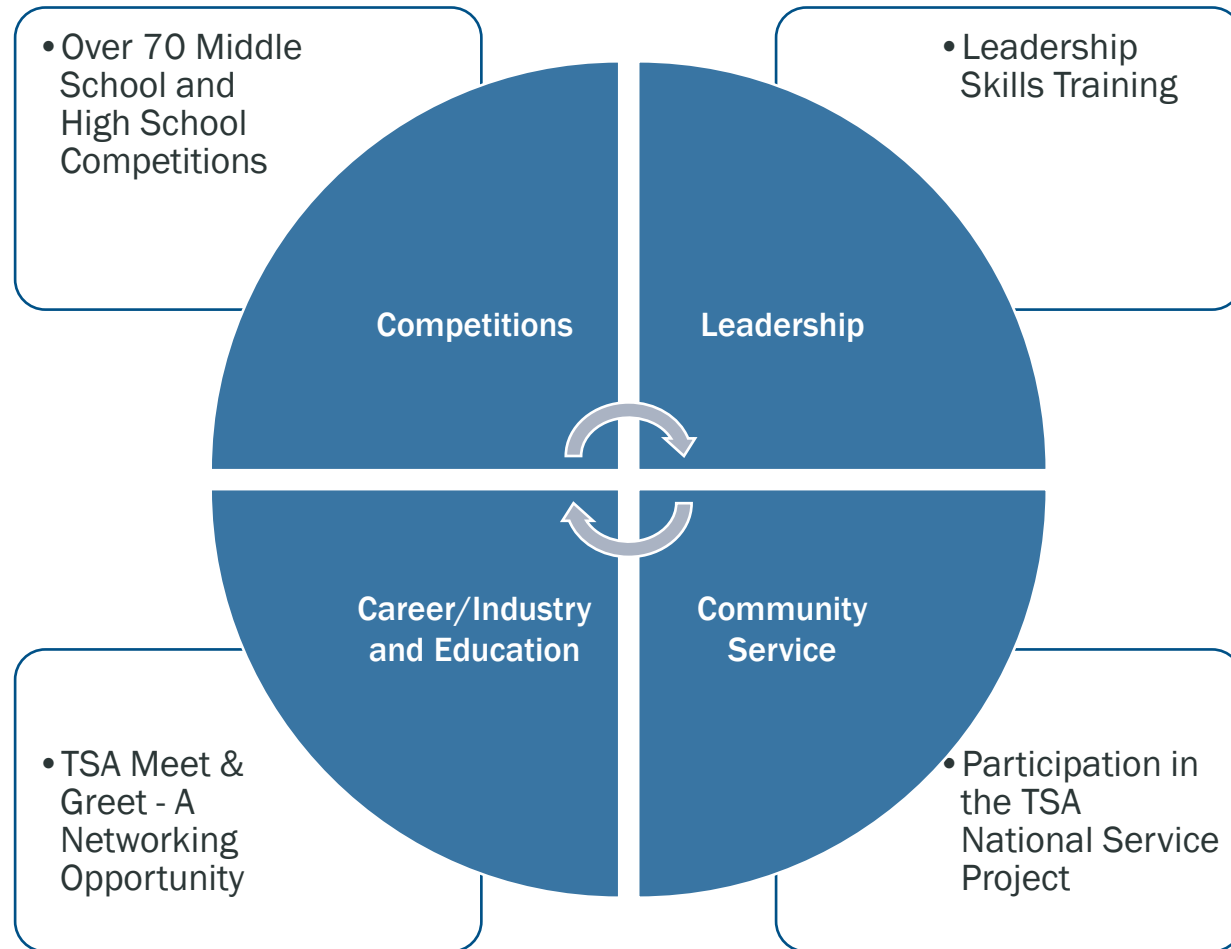 • Over 70 Middle
School and
High School
Competitions
• Leadership
Skills Training
Competitions
Leadership
Career/Industry
and Education
Community
Service
• TSA Meet &
Greet - A
Networking
Opportunity
• Participation in
the TSA
National Service
Project